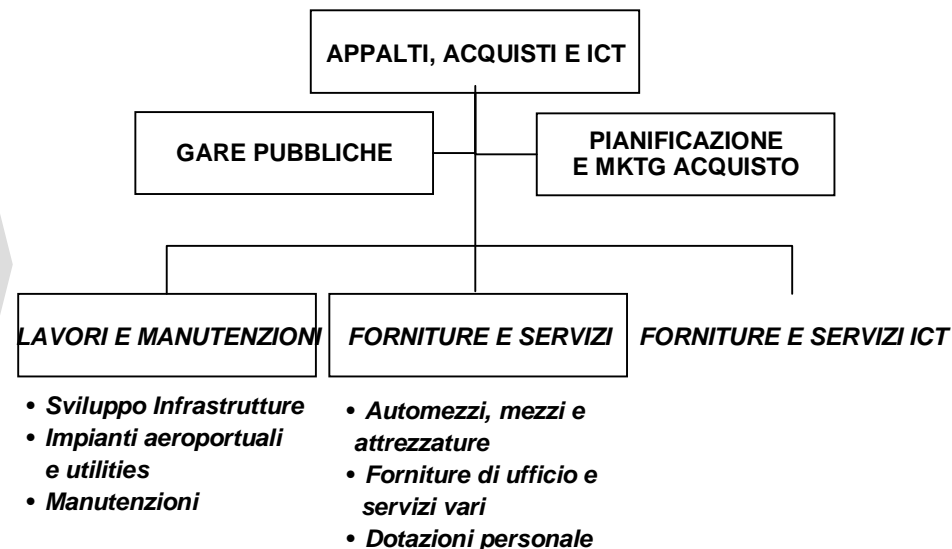 APPALTI, ACQUISTI E ICT
GARE PUBBLICHE
PIANIFICAZIONE
E MKTG ACQUISTO
LAVORI E MANUTENZIONI
FORNITURE E SERVIZI
FORNITURE E SERVIZI ICT
• Sviluppo Infrastrutture
• Impianti aeroportuali
e utilities
• Manutenzioni
• Automezzi, mezzi e
attrezzature
• Forniture di ufficio e
servizi vari
• Dotazioni personale